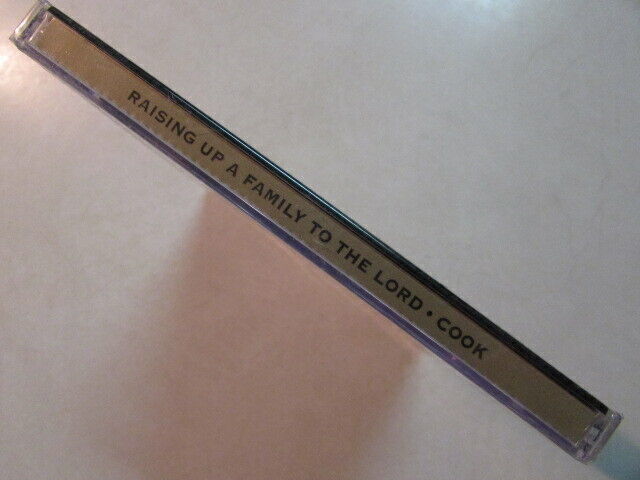 RAISING UP A FAMILY TO THE LORD • COOK